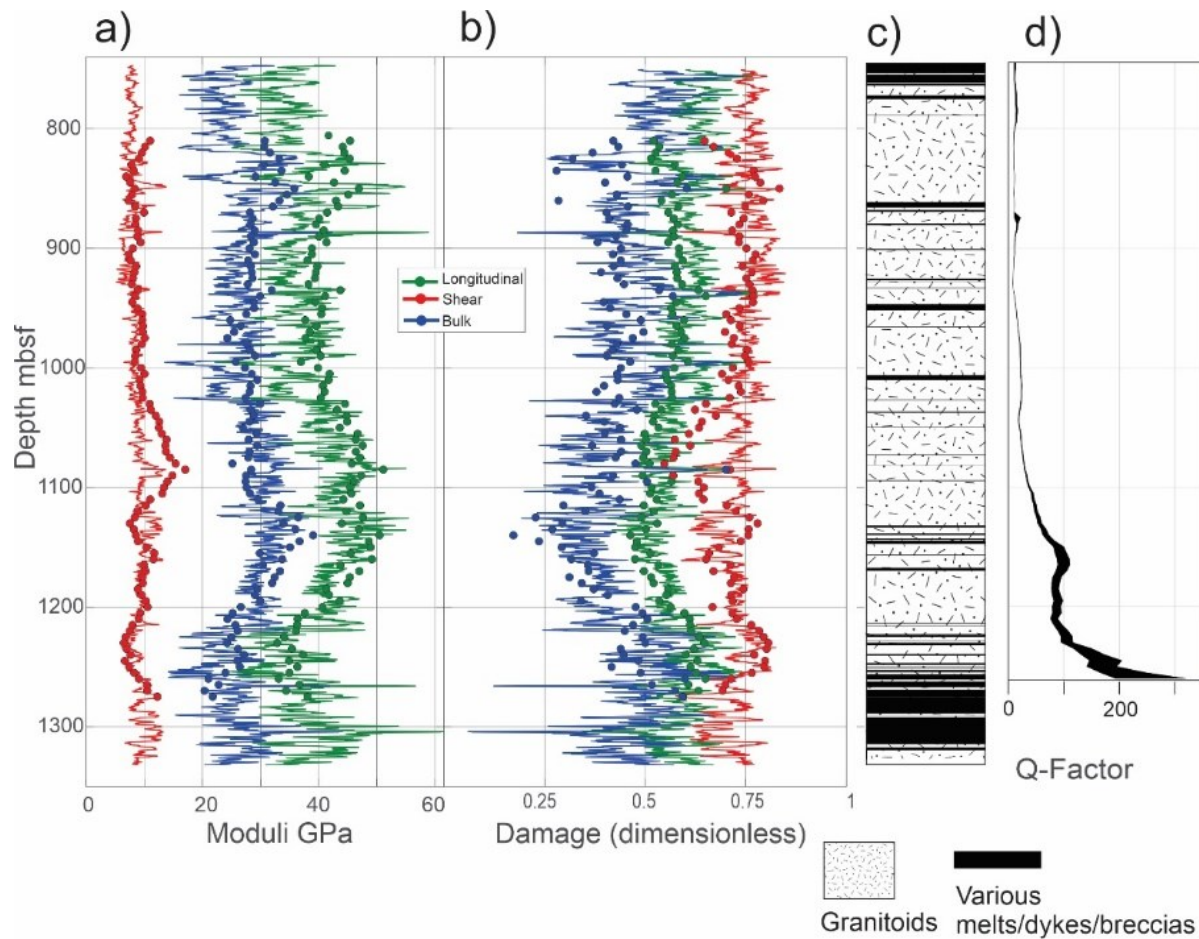 a)
b)
c)
d)
Depth mbsf
800
900
1000
1100
1200
1300
Longitudinal
Shear
Bulk
0
20
40
60
Moduli GPa
0.25
0.5
0.75
1
Damage (dimensionless)
0
200
Q-Factor
Granitoids
Various
melts/dykes/breccias